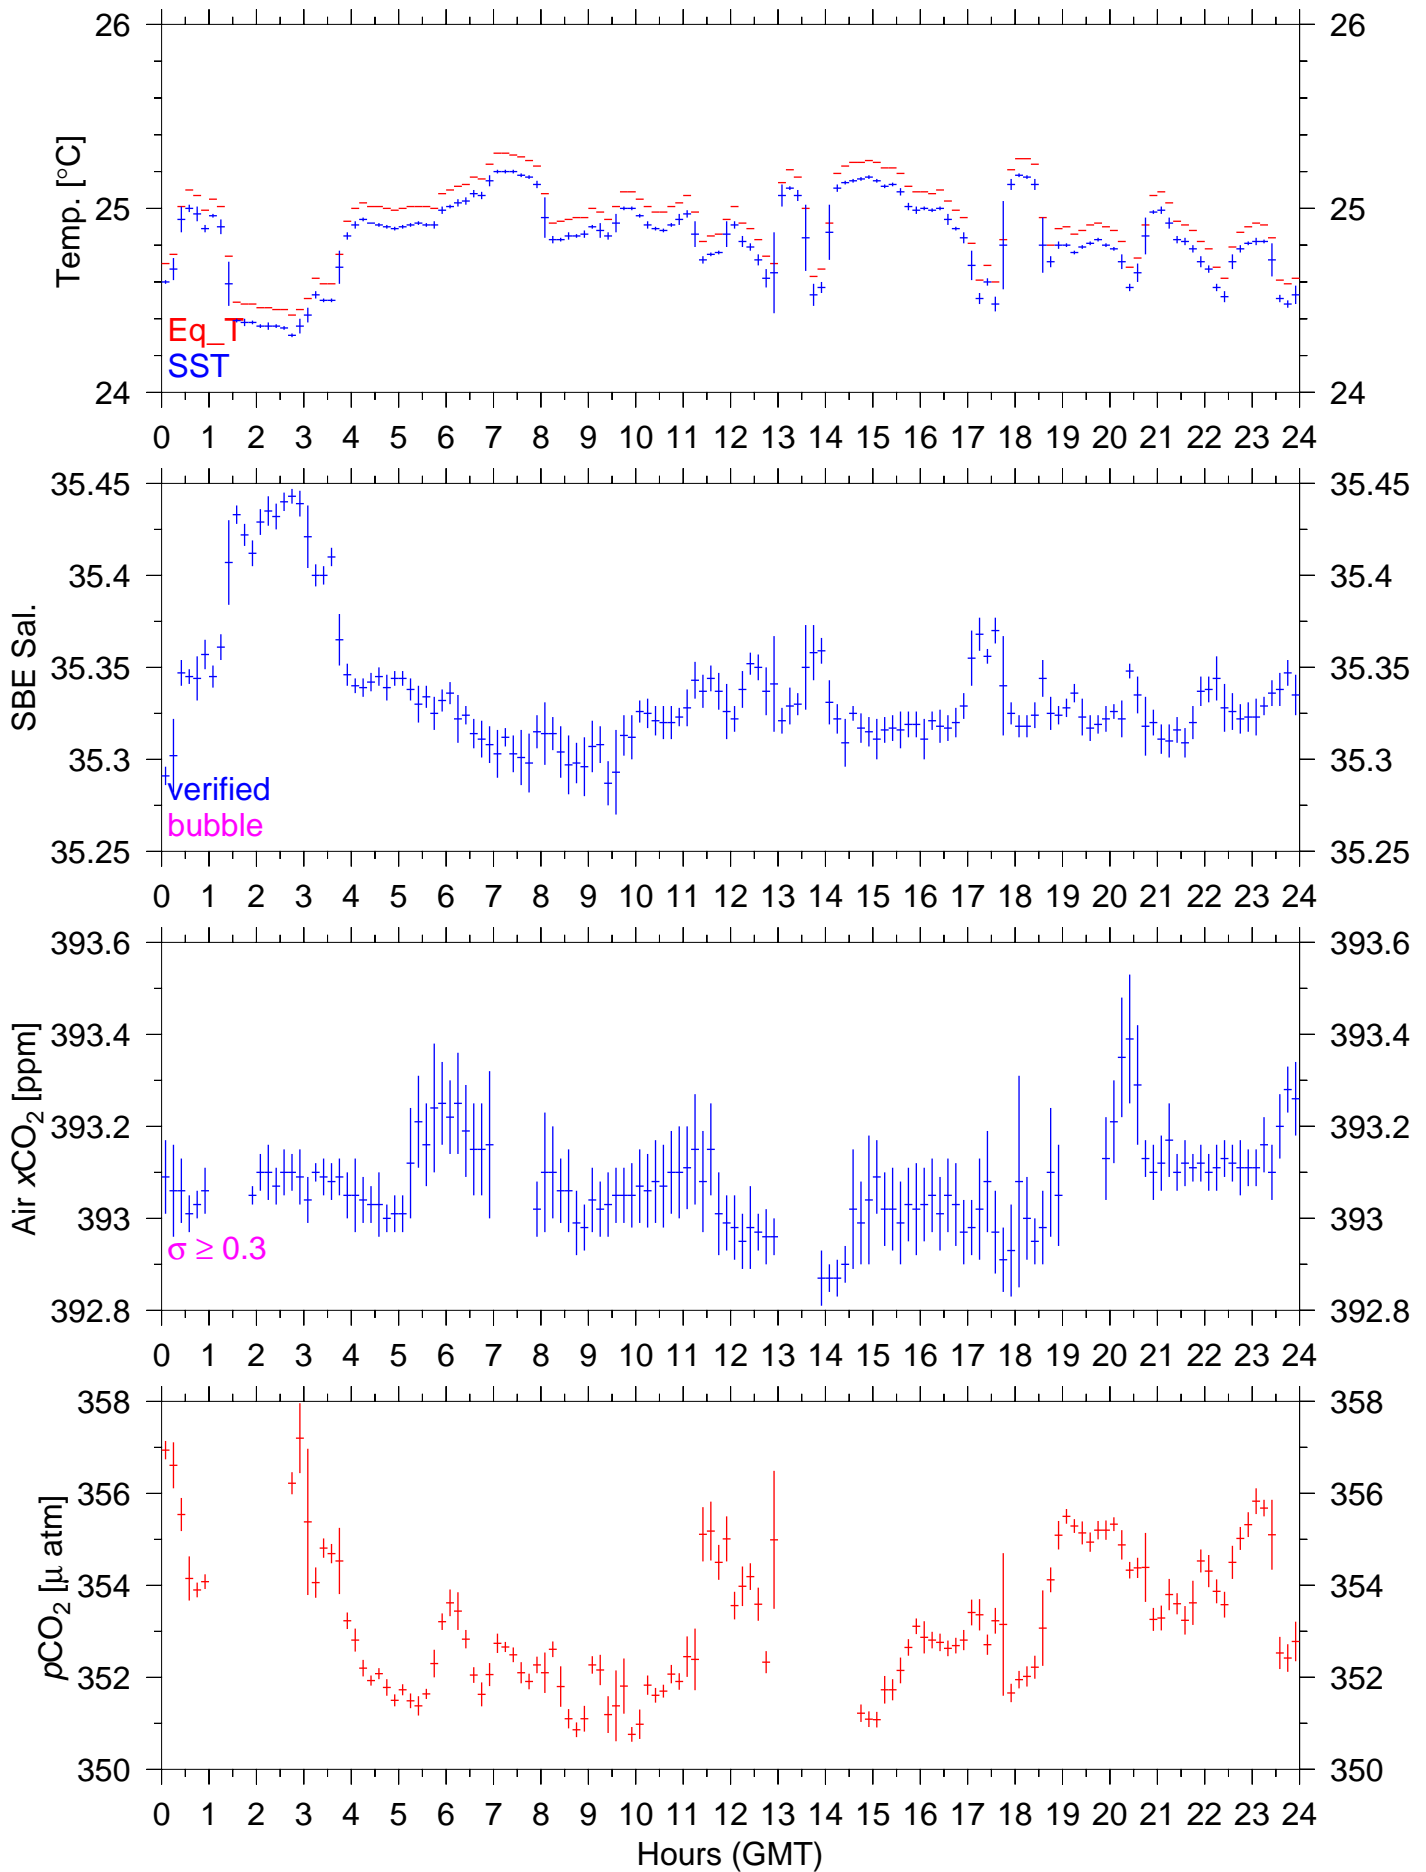 26 26
Temp. [°C]
25 25
Eq_T
SST
24 24
0 1 2 3 4 5 6 7 8 9 10 11 12 13 14 15 16 17 18 19 20 21 22 23 24
35.45 35.45
35.4 35.4
SBE Sal.
35.35 35.35
35.3 35.3
verified
bubble
35.25 35.25
0 1 2 3 4 5 6 7 8 9 10 11 12 13 14 15 16 17 18 19 20 21 22 23 24
393.6 393.6
393.4 393.4
Air xCO₂ [ppm]
393.2 393.2
393 393
σ ≥ 0.3
392.8 392.8
0 1 2 3 4 5 6 7 8 9 10 11 12 13 14 15 16 17 18 19 20 21 22 23 24
358 358
356 356
pCO₂ [μ atm]
354 354
352 352
350 350
0 1 2 3 4 5 6 7 8 9 10 11 12 13 14 15 16 17 18 19 20 21 22 23 24
Hours (GMT)